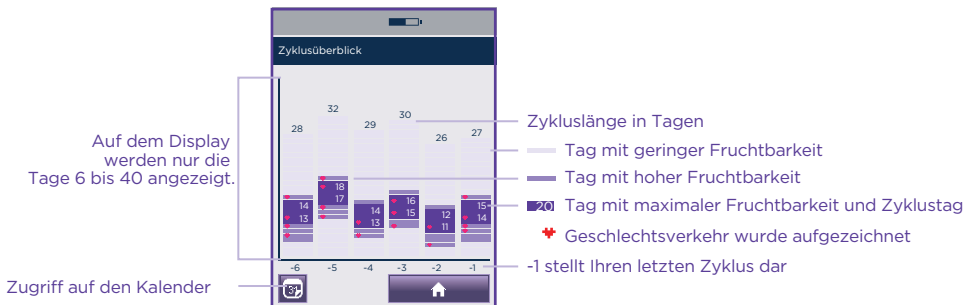 Zyklusüberblick
32
30
28
29
27
26
18
17
14
13
14
13
16
15
12
11
15
14
-6
-5
-4
-3
-2
-1
31
Auf dem Display
werden nur die
Tage 6 bis 40 angezeigt.
Zugriff auf den Kalender
Zykluslänge in Tagen
Tag mit geringer Fruchtbarkeit
Tag mit hoher Fruchtbarkeit
20 Tag mit maximaler Fruchtbarkeit und Zyklustag
Geschlechtsverkehr wurde aufgezeichnet
-1 stellt Ihren letzten Zyklus dar